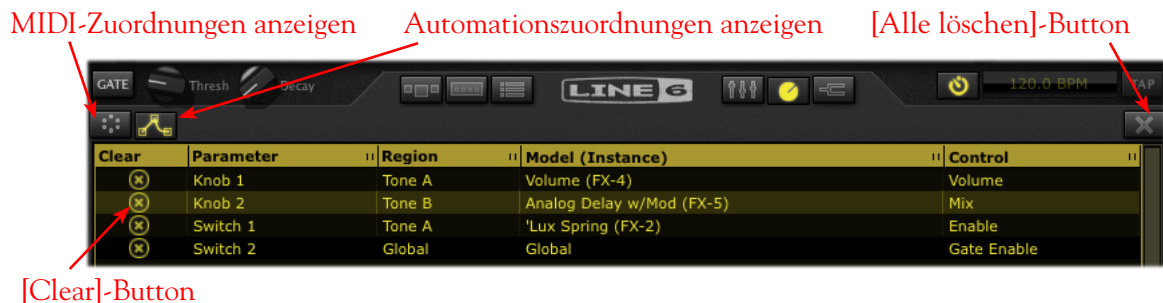 MIDI-Zuordnungen anzeigen Automationszuordnungen anzeigen [Alle löschen]-Button
GATE Thresh Decay LINE 6 120.0 BPM TAP
Clear Parameter Region Model (Instance) Control
Knob 1 Tone A Volume (FX-4) Volume
Knob 2 Tone B Analog Delay w/Mod (FX-5) Mix
Switch 1 Tone A 'Lux Spring (FX-2) Enable
Switch 2 Global Global Gate Enable
[Clear]-Button